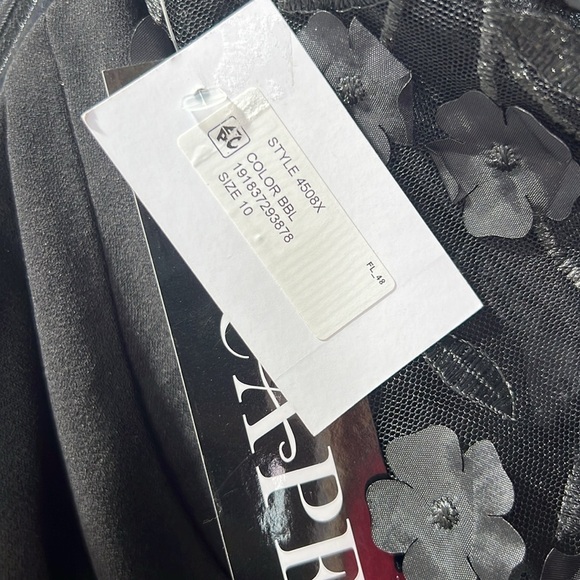 STYLE 4508X
COLOR BBL
191837293878
SIZE 10
FL_48